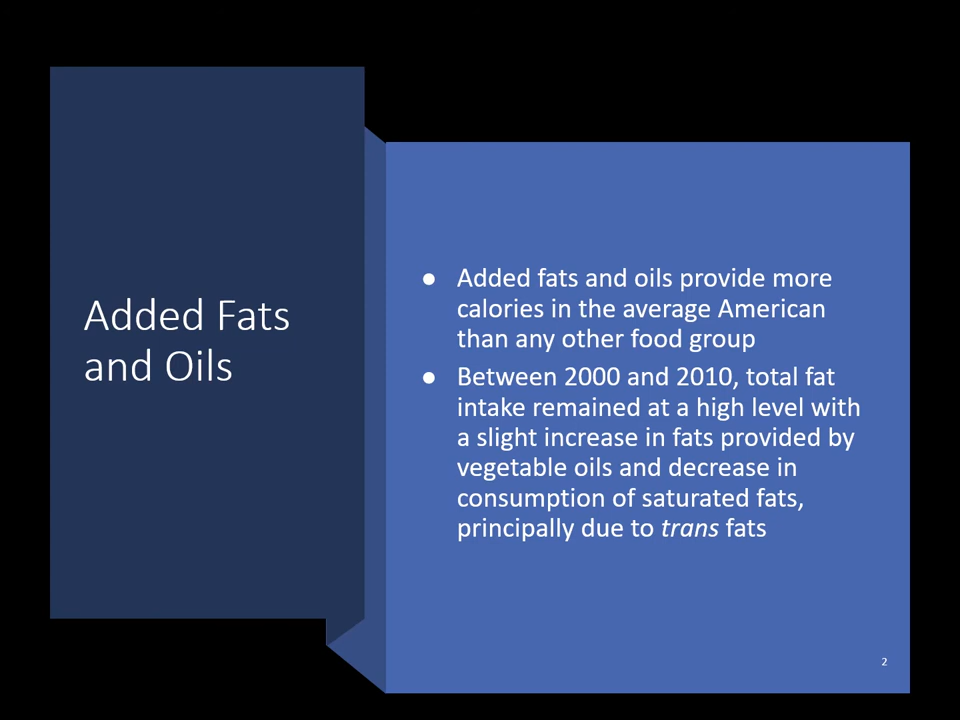 Added Fats
and Oils
● Added fats and oils provide more
calories in the average American
than any other food group
● Between 2000 and 2010, total fat
intake remained at a high level with
a slight increase in fats provided by
vegetable oils and decrease in
consumption of saturated fats,
principally due to trans fats
2